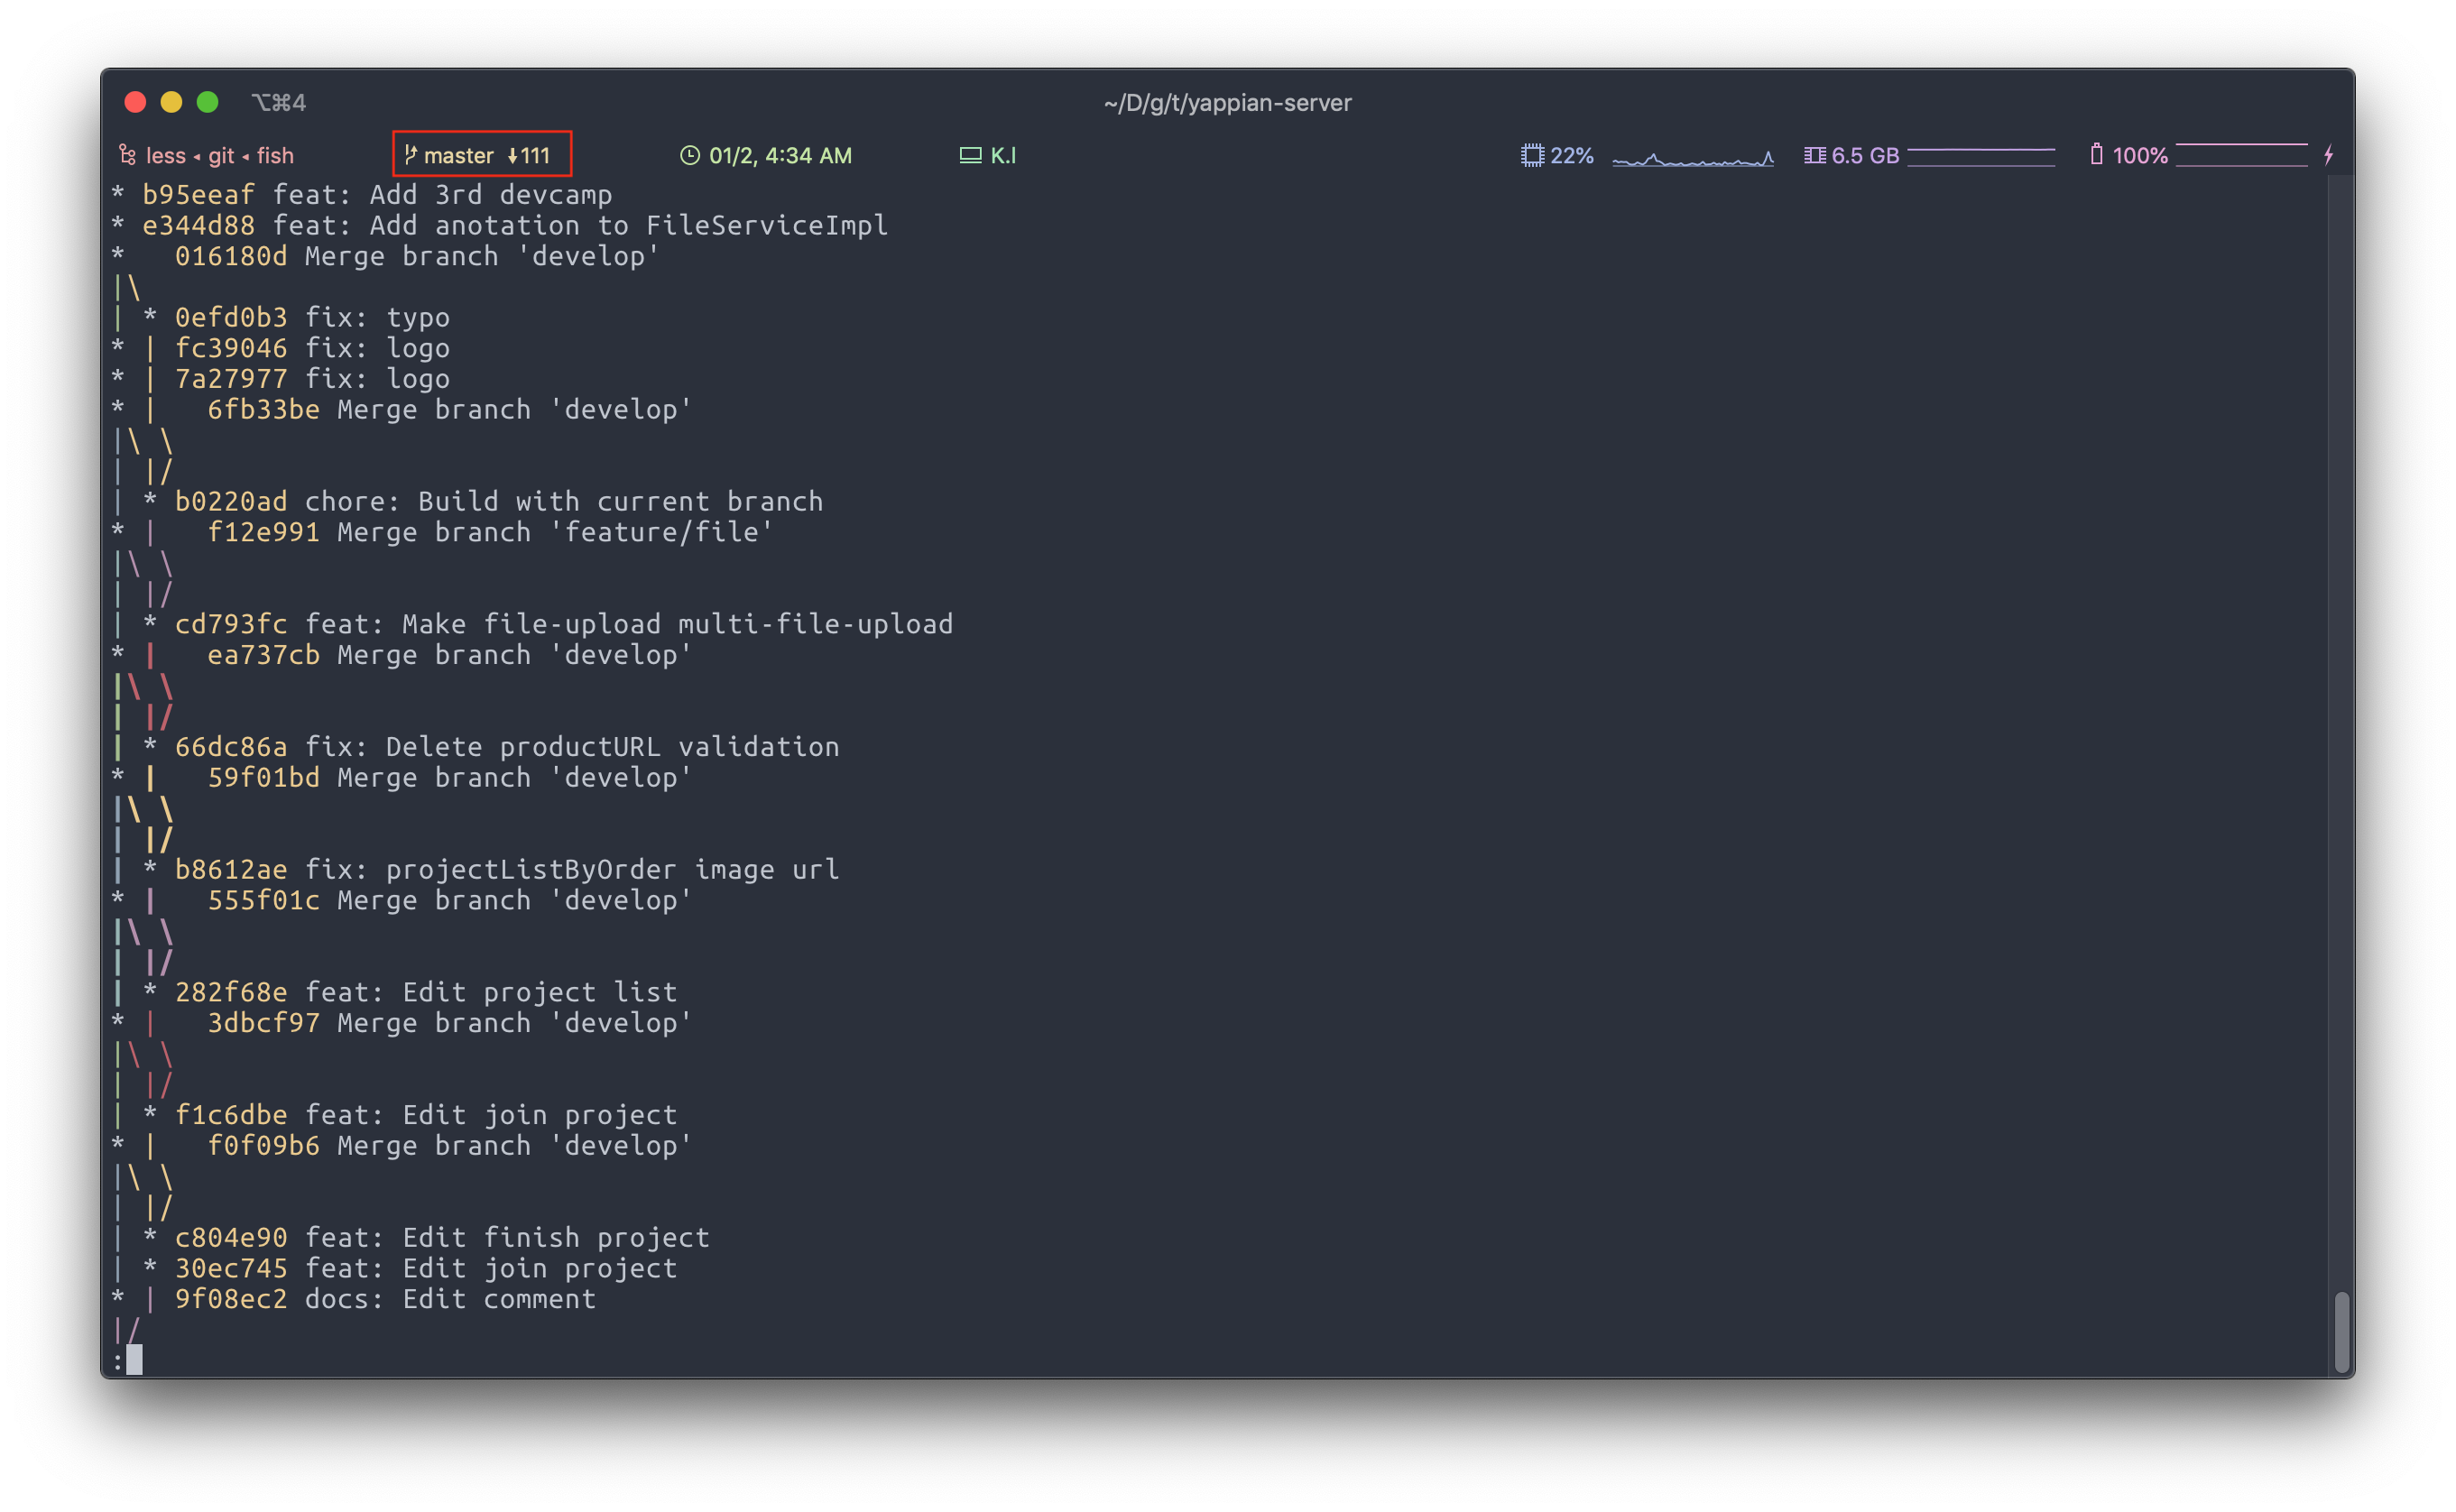 ⌥⌘4 ~/D/g/t/yappian-server
less ◂ git ◂ fish master ↓111 01/2, 4:34 AM K.I 22% 6.5 GB 100%
* b95eeaf feat: Add 3rd devcamp
* e344d88 feat: Add anotation to FileServiceImpl
*   016180d Merge branch 'develop'
|\
| * 0efd0b3 fix: typo
* | fc39046 fix: logo
* | 7a27977 fix: logo
* |   6fb33be Merge branch 'develop'
|\ \
| |/
| * b0220ad chore: Build with current branch
* |   f12e991 Merge branch 'feature/file'
|\ \
| |/
| * cd793fc feat: Make file-upload multi-file-upload
* |   ea737cb Merge branch 'develop'
|\ \
| |/
| * 66dc86a fix: Delete productURL validation
* |   59f01bd Merge branch 'develop'
|\ \
| |/
| * b8612ae fix: projectListByOrder image url
* |   555f01c Merge branch 'develop'
|\ \
| |/
| * 282f68e feat: Edit project list
* |   3dbcf97 Merge branch 'develop'
|\ \
| |/
| * f1c6dbe feat: Edit join project
* |   f0f09b6 Merge branch 'develop'
|\ \
| |/
| * c804e90 feat: Edit finish project
| * 30ec745 feat: Edit join project
* | 9f08ec2 docs: Edit comment
|/
: